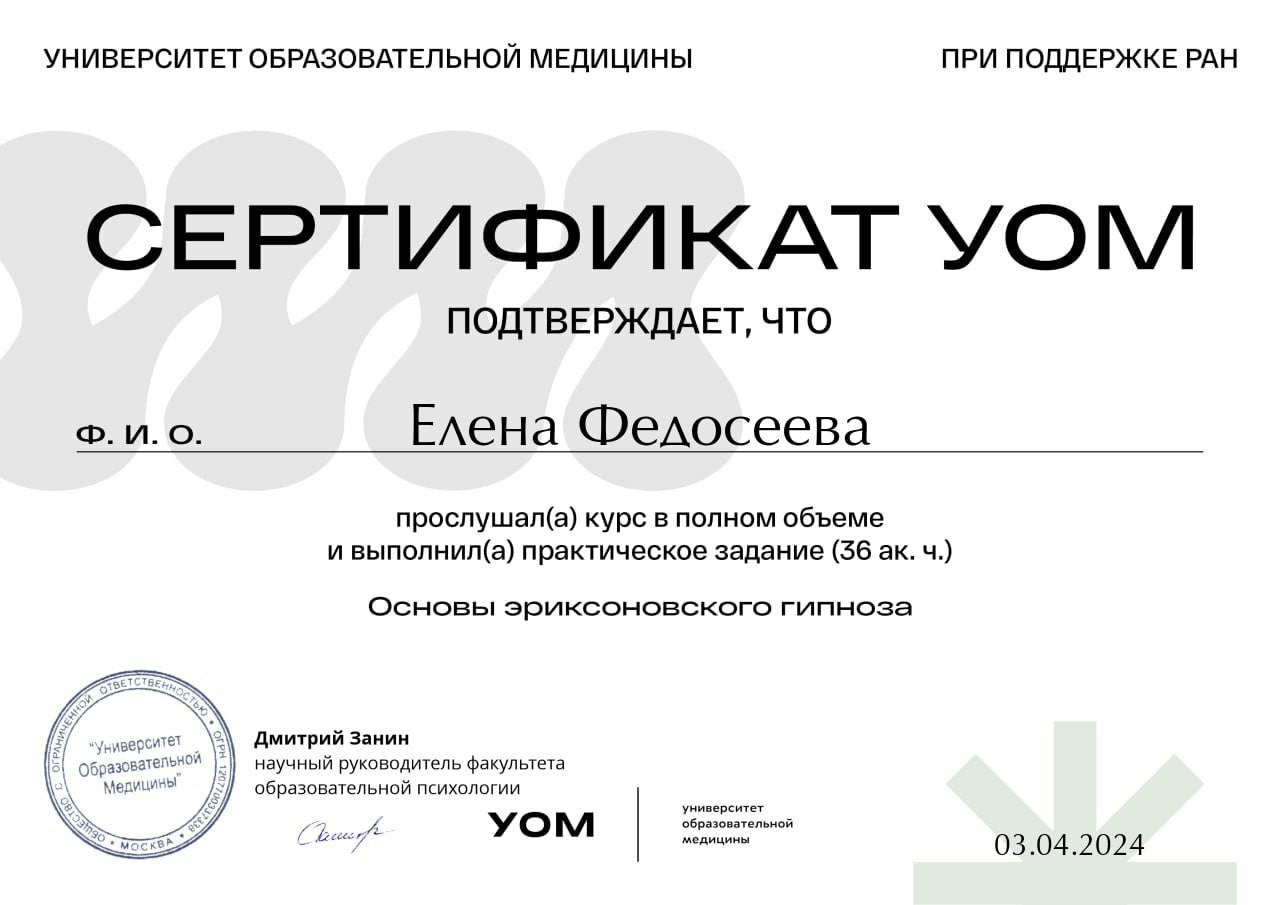 УНИВЕРСИТЕТ ОБРАЗОВАТЕЛЬНОЙ МЕДИЦИНЫ
ПРИ ПОДДЕРЖКЕ РАН
СЕРТИФИКАТ УОМ
ПОДТВЕРЖДАЕТ, ЧТО
Ф. И. О. Елена Федосеева
прослушал(а) курс в полном объеме
и выполнил(а) практическое задание (36 ак. ч.)
Основы эриксоновского гипноза
ОБЩЕСТВО С ОГРАНИЧЕННОЙ ОТВЕТСТВЕННОСТЬЮ • ОГРН 1207700337338 • МОСКВА •
"Университет
Образовательной
Медицины"
Дмитрий Занин
научный руководитель факультета
образовательной психологии
УОМ
университет
образовательной
медицины
03.04.2024